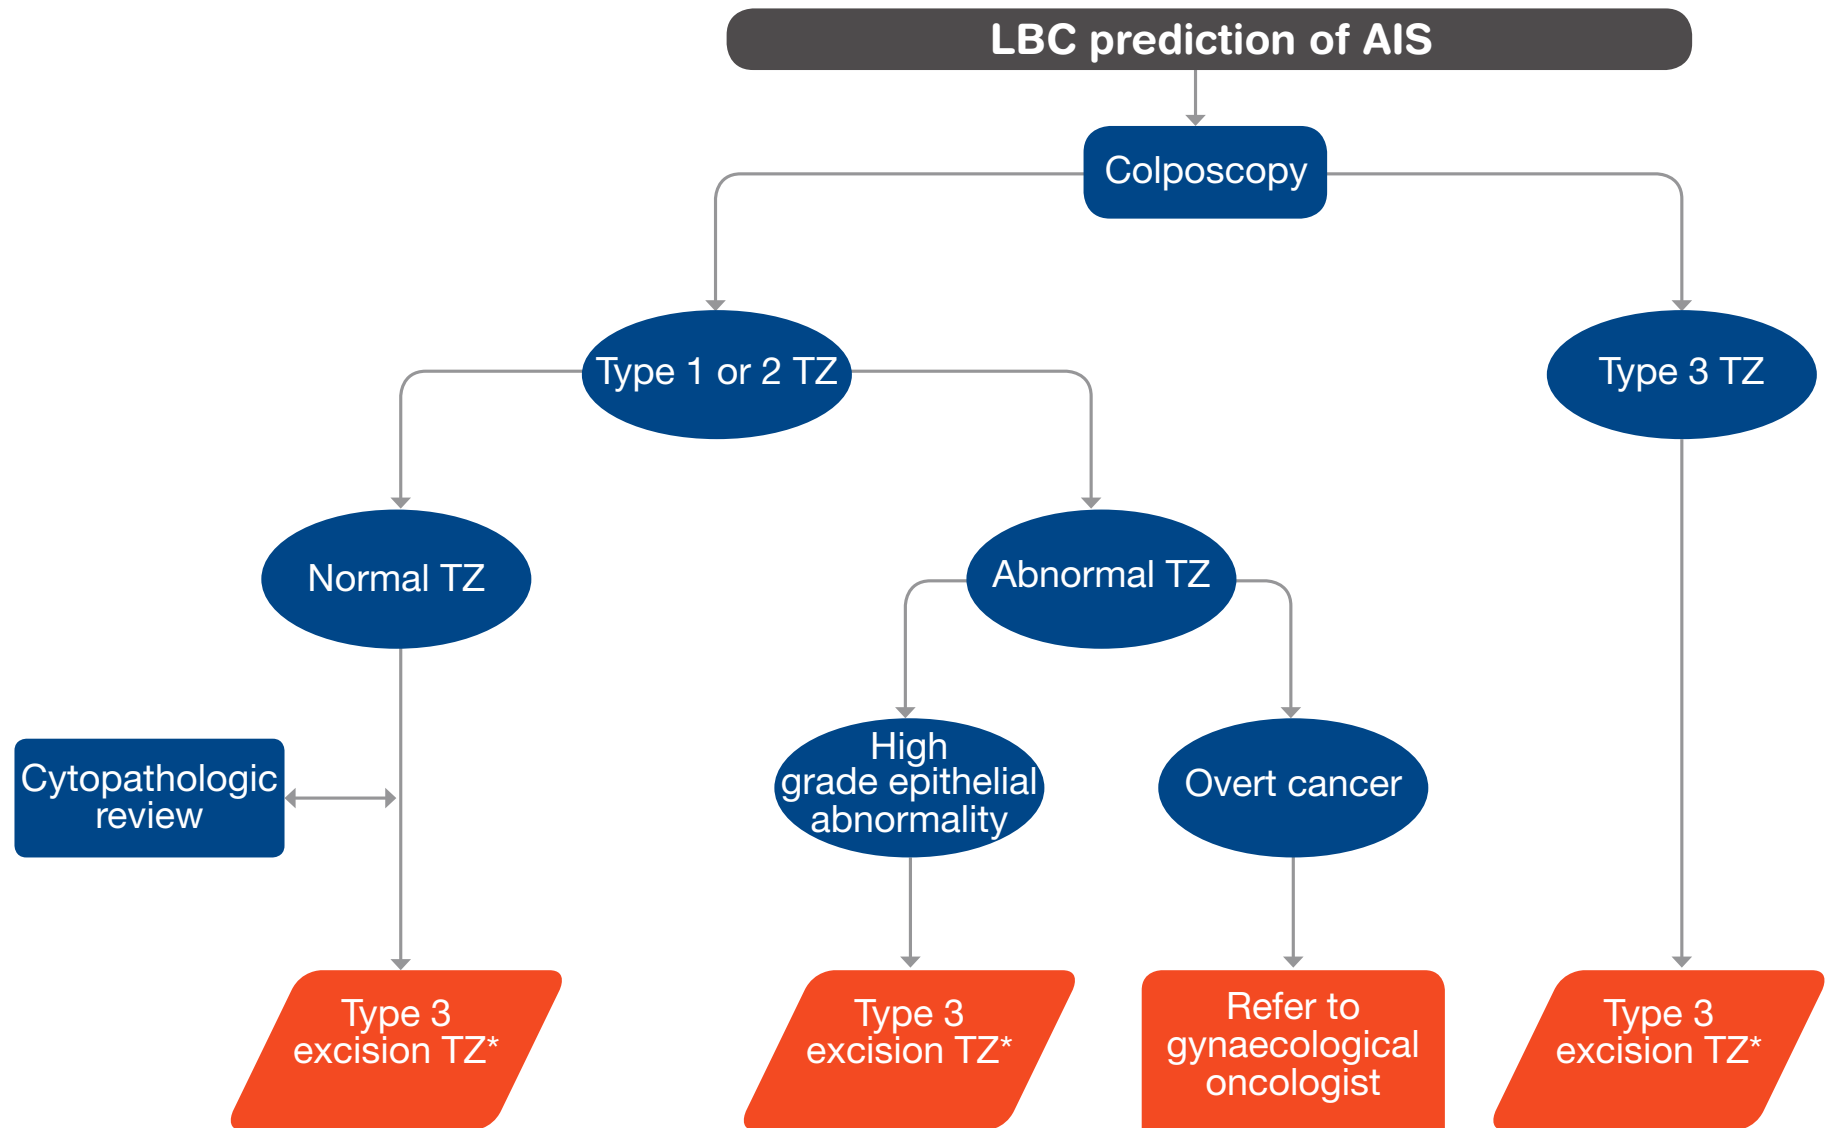 LBC prediction of AIS
Colposcopy
Type 1 or 2 TZ
Type 3 TZ
Normal TZ
Abnormal TZ
Cytopathologic
review
High
grade epithelial
abnormality
Overt cancer
Type 3
excision TZ*
Type 3
excision TZ*
Refer to
gynaecological
oncologist
Type 3
excision TZ*